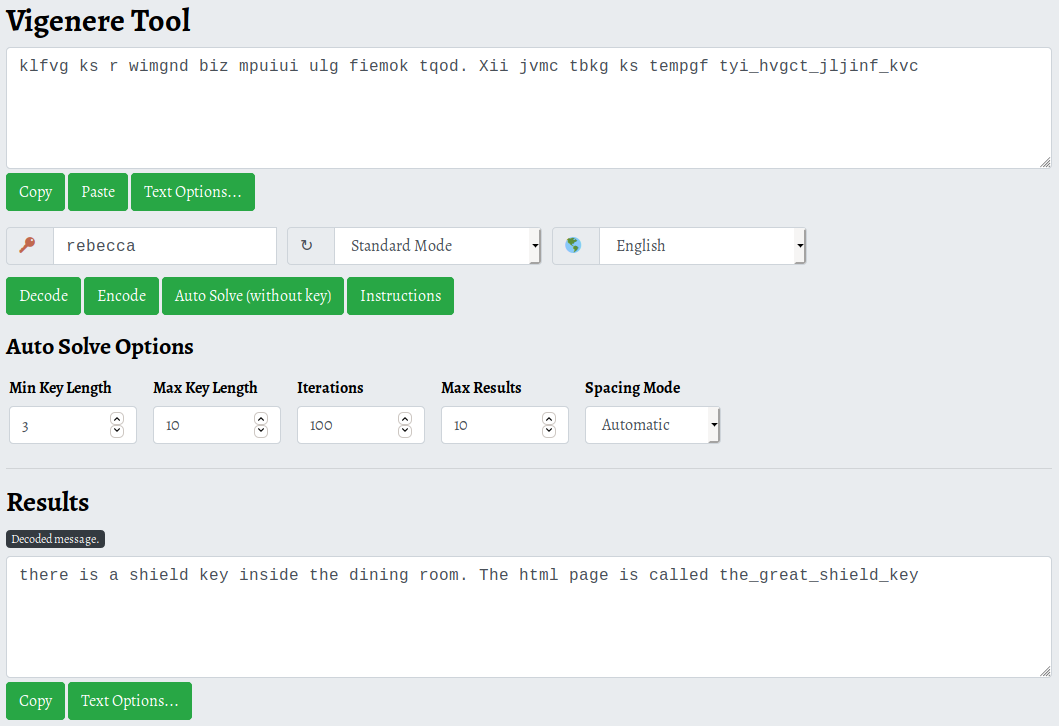 Vigenere Tool
klfvg ks r wimgnd biz mpuiui ulg fiemok tqod. Xii jvmc tbkg ks tempgf tyi_hvgct_jljinf_kvc
Copy Paste Text Options...
rebecca ↻ Standard Mode English
Decode Encode Auto Solve (without key) Instructions
Auto Solve Options
Min Key Length Max Key Length Iterations Max Results Spacing Mode
3 10 100 10 Automatic
Results
Decoded message.
there is a shield key inside the dining room. The html page is called the_great_shield_key
Copy Text Options...